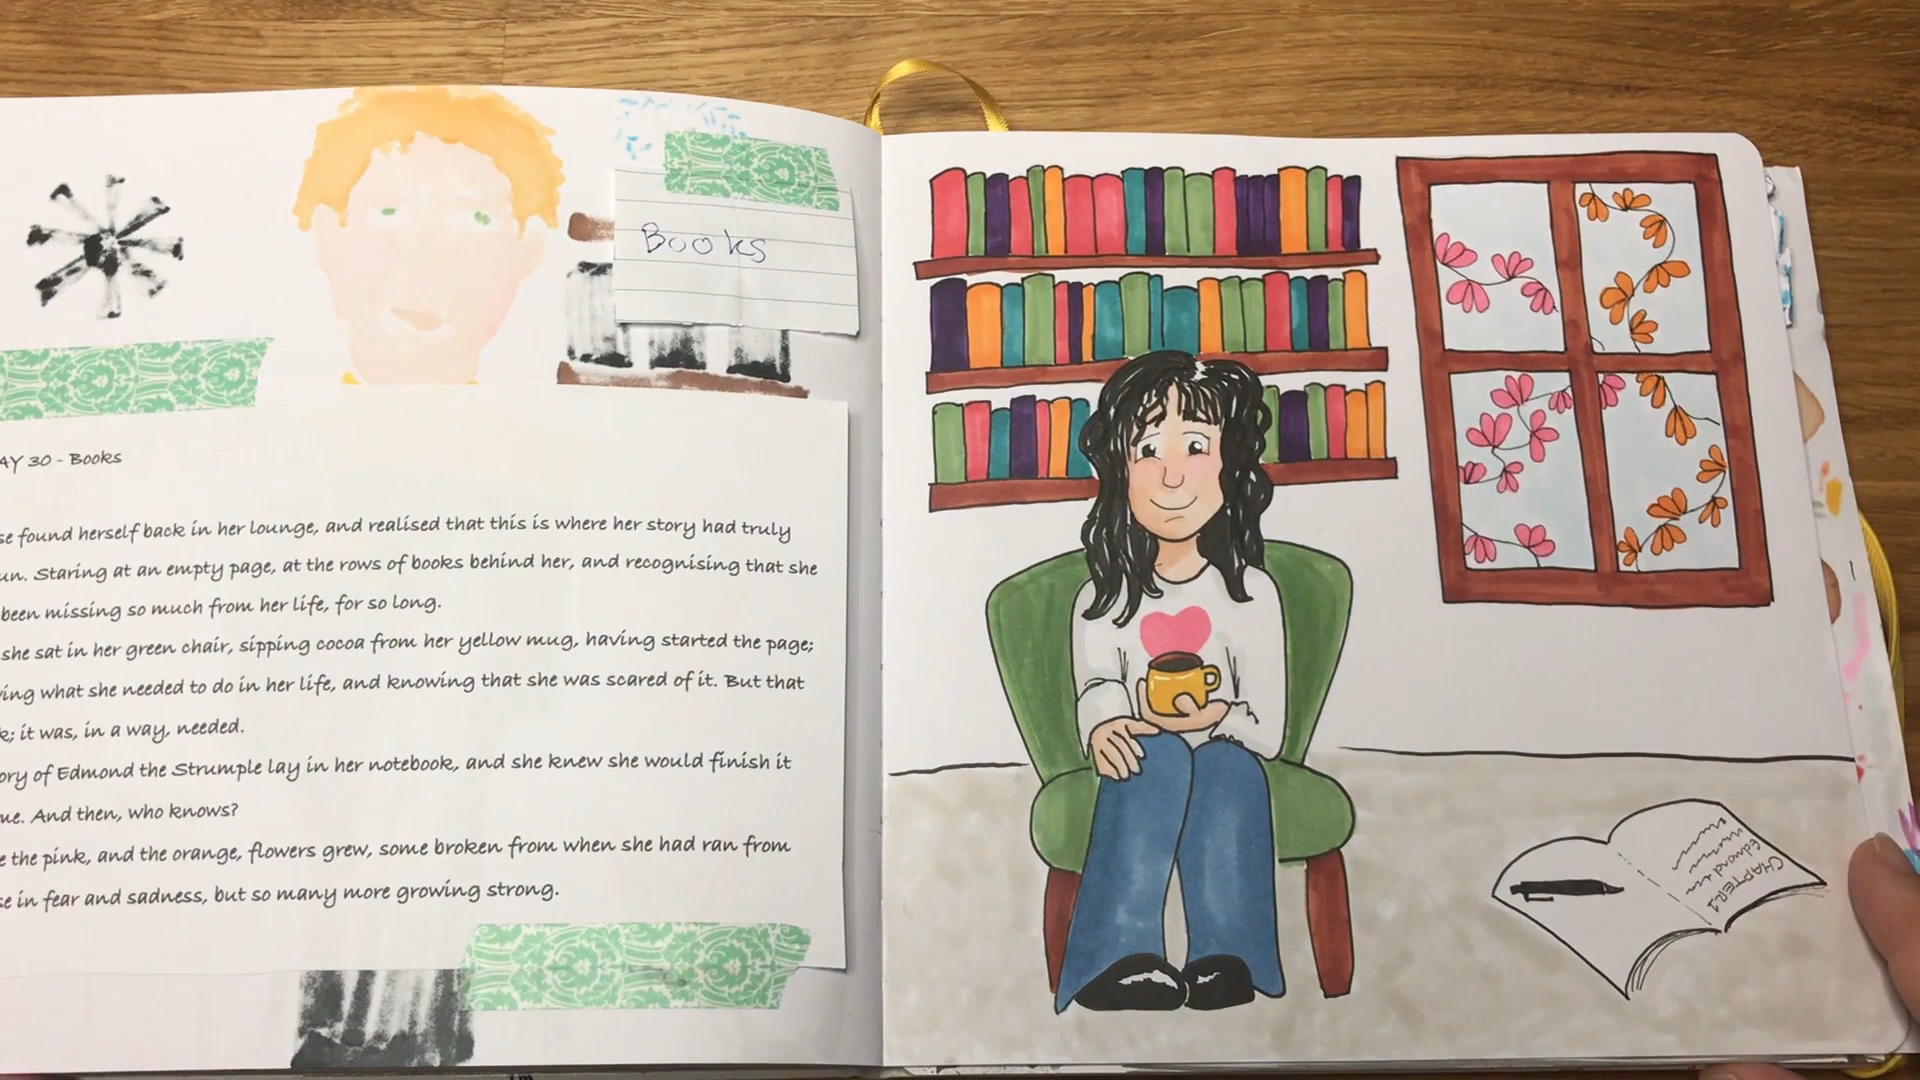 Books
AY 30 - Books
se found herself back in her lounge, and realised that this is where her story had truly
un. Staring at an empty page, at the rows of books behind her, and recognising that she
been missing so much from her life, for so long.
she sat in her green chair, sipping cocoa from her yellow mug, having started the page;
ing what she needed to do in her life, and knowing that she was scared of it. But that
k; it was, in a way, needed.
ory of Edmond the Strumple lay in her notebook, and she knew she would finish it
me. And then, who knows?
e the pink, and the orange, flowers grew, some broken from when she had ran from
se in fear and sadness, but so many more growing strong.
CHAPTER 1
Edmond